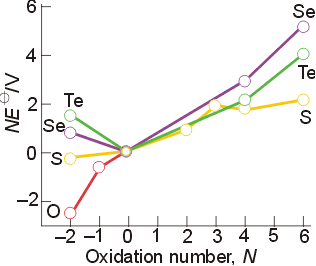 6
4
2
0
–2
NE⦵/V
Se
Te
S
Te
Se
S
O
–2 –1 0 1 2 3 4 5 6
Oxidation number, N